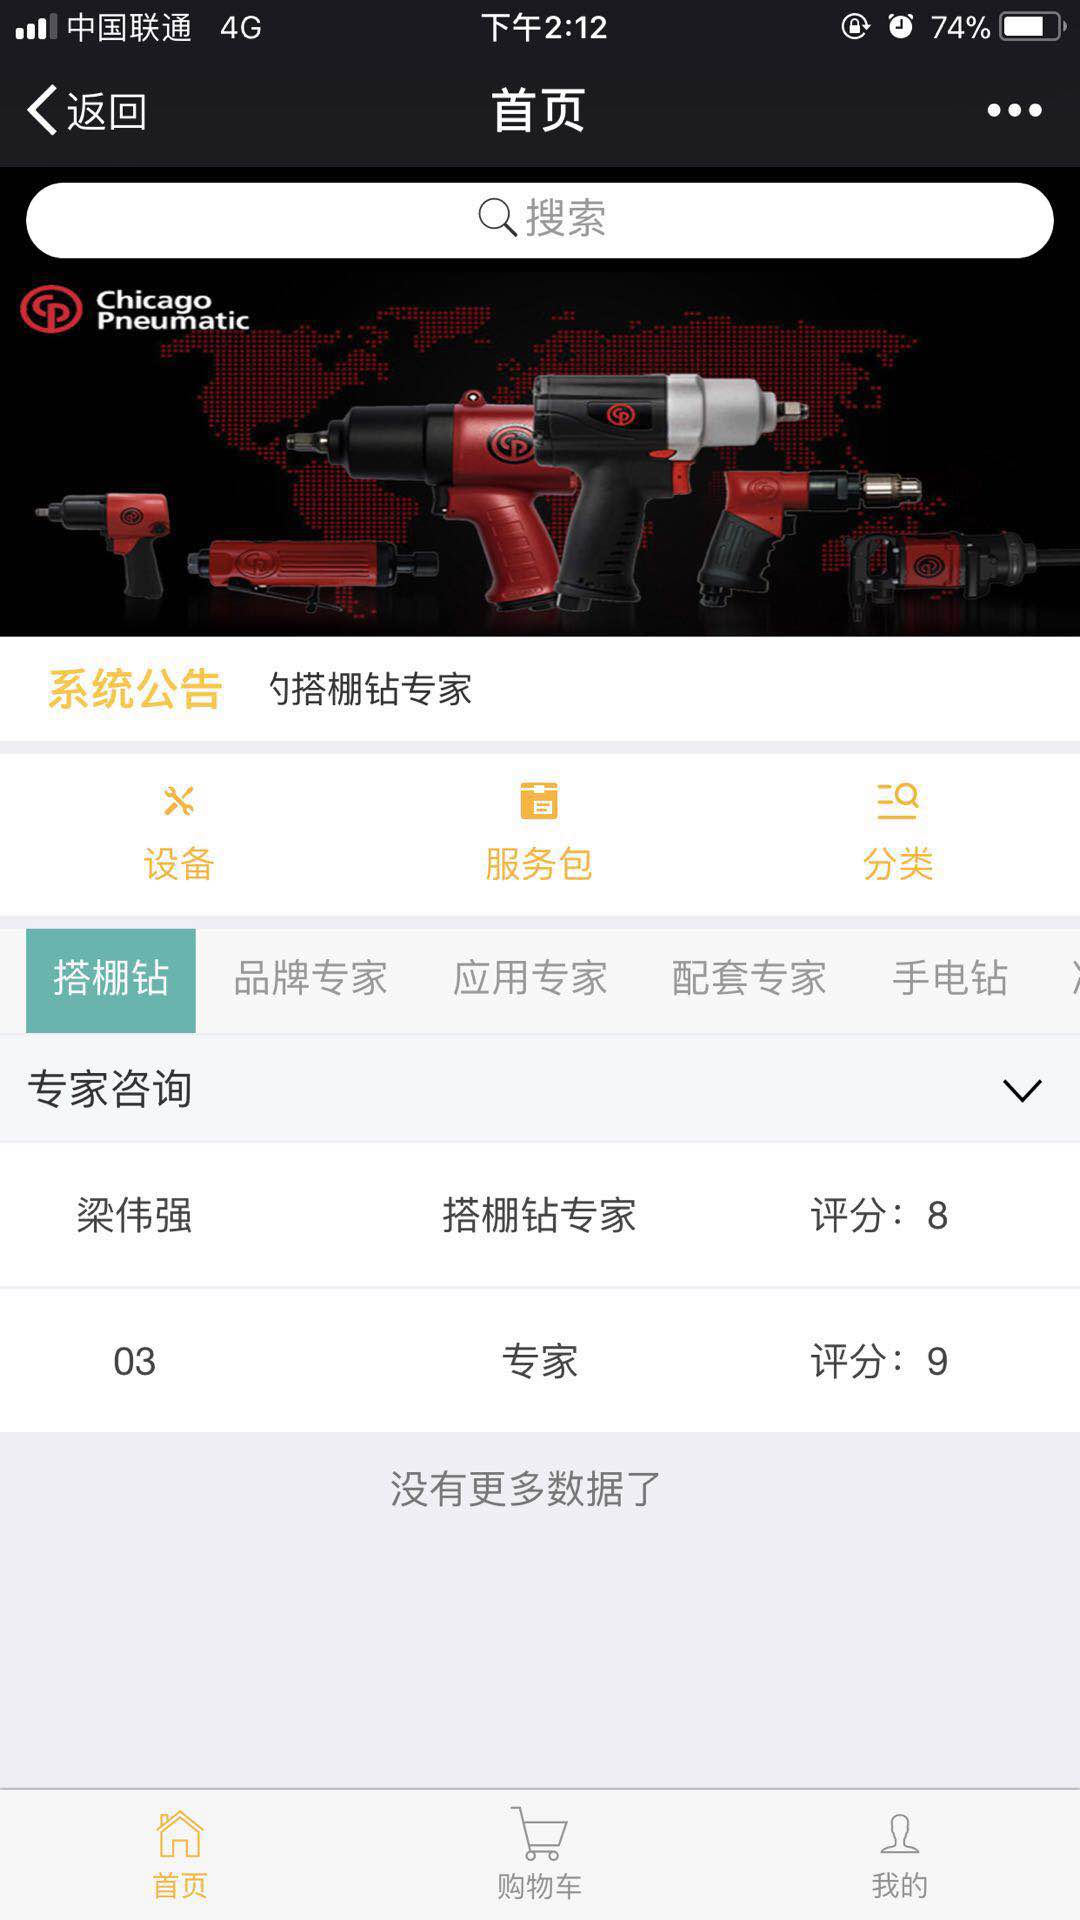 中国联通 4G 下午2:12 74%
返回 首页
搜索
Chicago
Pneumatic
系统公告 搭棚钻专家
设备 服务包 分类
搭棚钻 品牌专家 应用专家 配套专家 手电钻
专家咨询
梁伟强 搭棚钻专家 评分：8
03 专家 评分：9
没有更多数据了
首页 购物车 我的